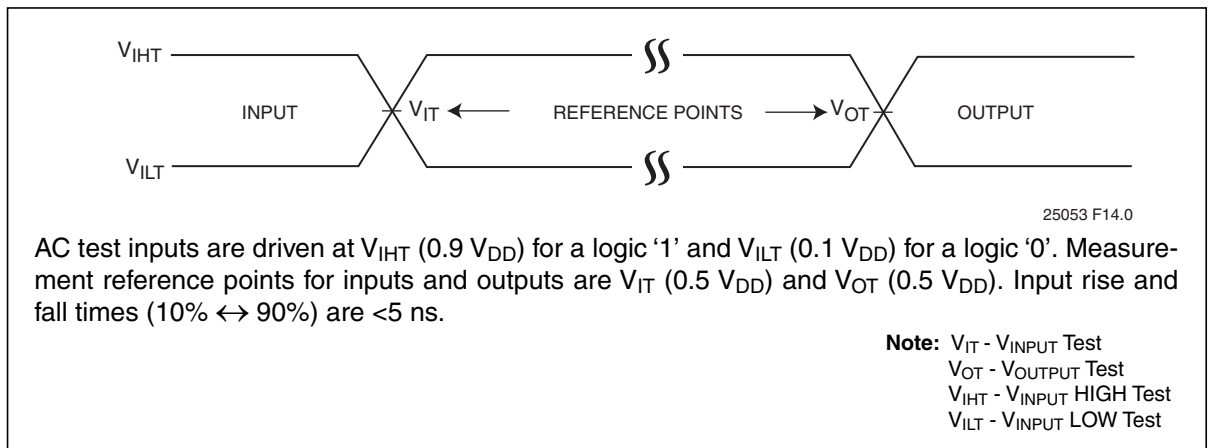 VIHT
INPUT VIT REFERENCE POINTS VOT OUTPUT
VILT
25053 F14.0
AC test inputs are driven at VIHT (0.9 VDD) for a logic ‘1’ and VILT (0.1 VDD) for a logic ‘0’. Measure-
ment reference points for inputs and outputs are VIT (0.5 VDD) and VOT (0.5 VDD). Input rise and
fall times (10% ↔ 90%) are <5 ns.
Note: VIT - VINPUT Test
VOT - VOUTPUT Test
VIHT - VINPUT HIGH Test
VILT - VINPUT LOW Test